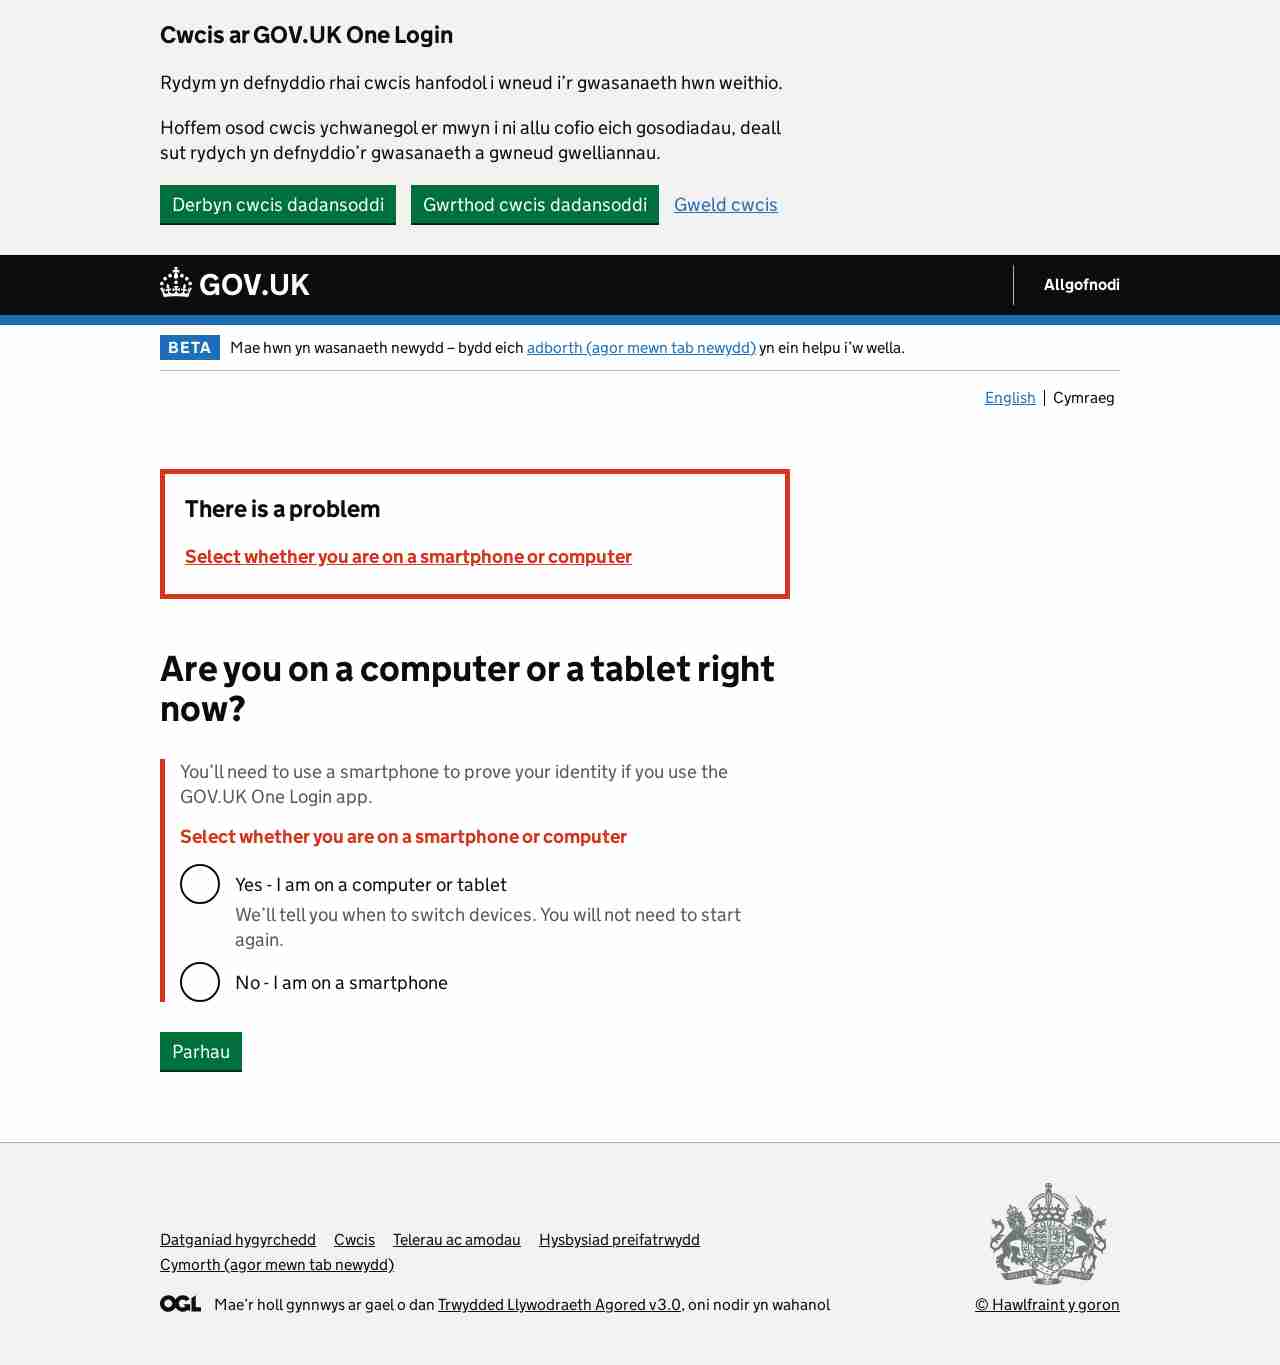 Cwcis ar GOV.UK One Login
Rydym yn defnyddio rhai cwcis hanfodol i wneud i’r gwasanaeth hwn weithio.
Hoffem osod cwcis ychwanegol er mwyn i ni allu cofio eich gosodiadau, deall
sut rydych yn defnyddio’r gwasanaeth a gwneud gwelliannau.
Derbyn cwcis dadansoddi Gwrthod cwcis dadansoddi Gweld cwcis
GOV.UK Allgofnodi
BETA Mae hwn yn wasanaeth newydd – bydd eich adborth (agor mewn tab newydd) yn ein helpu i’w wella.
English Cymraeg
There is a problem
Select whether you are on a smartphone or computer
Are you on a computer or a tablet right
now?
You’ll need to use a smartphone to prove your identity if you use the
GOV.UK One Login app.
Select whether you are on a smartphone or computer
Yes - I am on a computer or tablet
We’ll tell you when to switch devices. You will not need to start
again.
No - I am on a smartphone
Parhau
Datganiad hygyrchedd Cwcis Telerau ac amodau Hysbysiad preifatrwydd
Cymorth (agor mewn tab newydd)
OGL Mae’r holl gynnwys ar gael o dan Trwydded Llywodraeth Agored v3.0, oni nodir yn wahanol
© Hawlfraint y goron